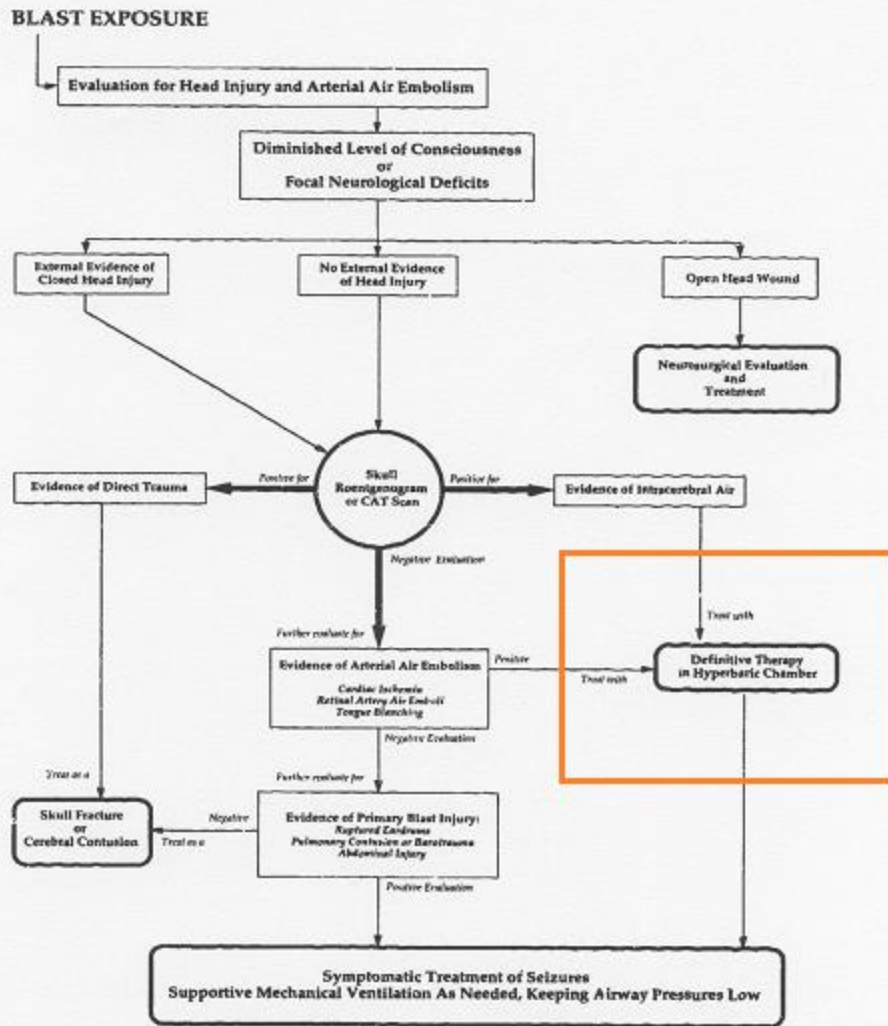 BLAST EXPOSURE
Evaluation for Head Injury and Arterial Air Embolism
Diminished Level of Consciousness
or
Focal Neurological Deficits
External Evidence of
Closed Head Injury
No External Evidence
of Head Injury
Open Head Wound
Neurosurgical Evaluation
and
Treatment
Skull
Roentgenogram
or CAT Scan
Positive for
Positive for
Evidence of Direct Trauma
Evidence of Intracerebral Air
Negative Evaluation
Treat with
Further evaluate for
Evidence of Arterial Air Embolism
Cardiac Ischemia
Retinal Artery Air Emboli
Tongue Blanching
Positive
Treat with
Definitive Therapy
in Hyperbaric Chamber
Negative Evaluation
Further evaluate for
Treat as a
Skull Fracture
or
Cerebral Contusion
Negative
Treat as a
Evidence of Primary Blast Injury:
Ruptured Eardrums
Pulmonary Contusion or Barotrauma
Abdominal Injury
Positive Evaluation
Symptomatic Treatment of Seizures
Supportive Mechanical Ventilation As Needed, Keeping Airway Pressures Low